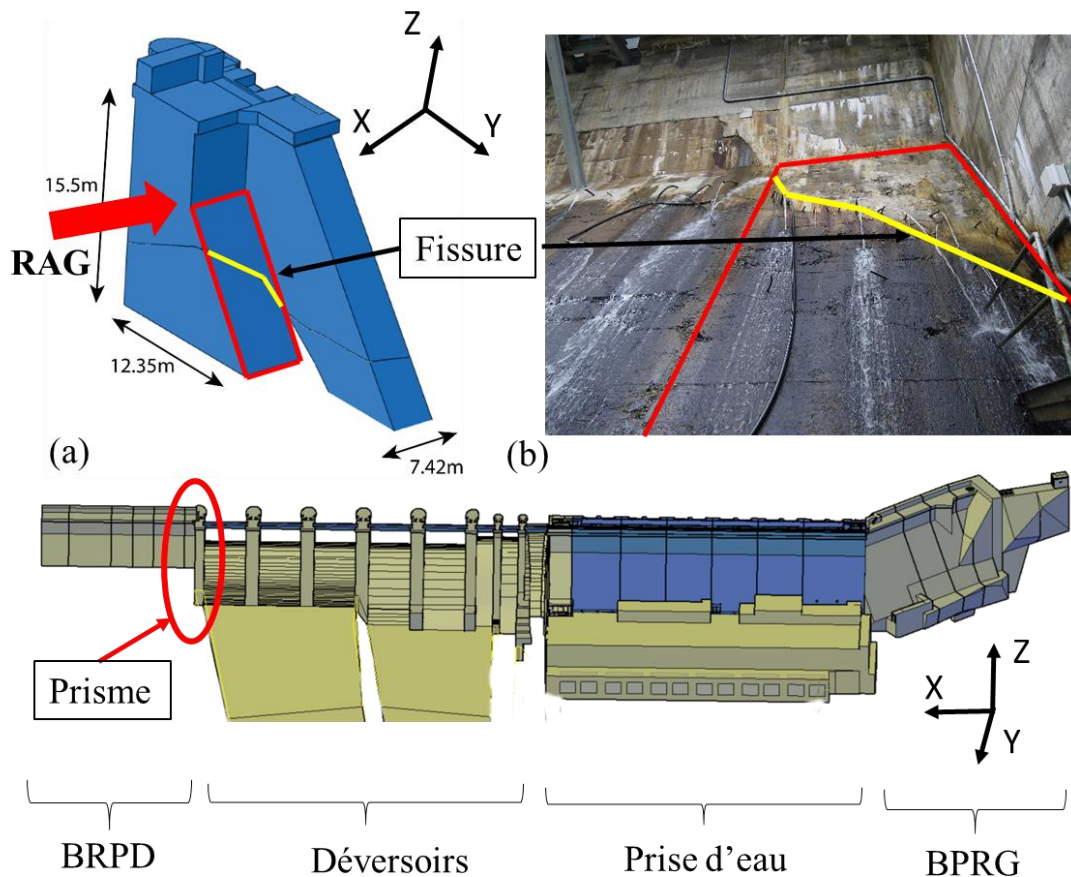 Z
X
Y
15.5m
RAG
Fissure
12.35m
7.42m
(a)
(b)
Prisme
Z
X
Y
BRPD
Déversoirs
Prise d’eau
BPRG